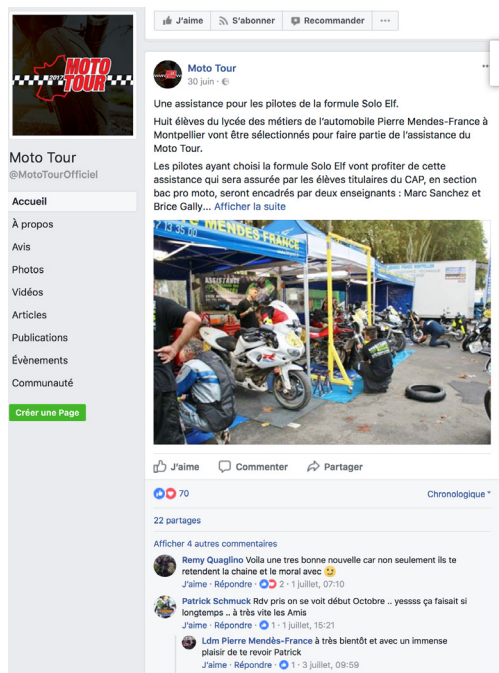 J'aime
S'abonner
Recommander
2017
MOTO
TOUR
Moto Tour
@MotoTourOfficiel
Accueil
À propos
Avis
Photos
Vidéos
Articles
Publications
Évènements
Communauté
Créer une Page
Moto Tour
30 juin ·
Une assistance pour les pilotes de la formule Solo Elf.
Huit élèves du lycée des métiers de l'automobile Pierre Mendes-France à
Montpellier vont être sélectionnés pour faire partie de l'assistance du
Moto Tour.
Les pilotes ayant choisi la formule Solo Elf vont profiter de cette
assistance qui sera assurée par les élèves titulaires du CAP, en section
bac pro moto, seront encadrés par deux enseignants : Marc Sanchez et
Brice Gally... Afficher la suite
13 35 00
MENDES FRANCE
ASSISTANCE
J'aime
Commenter
Partager
70
Chronologique
22 partages
Afficher 4 autres commentaires
Remy Quaglino Voila une tres bonne nouvelle car non seulement ils te
retendent la chaine et le moral avec 😉
J'aime · Répondre · 2 · 1 juillet, 07:10
Patrick Schmuck Rdv pris on se voit début Octobre .. yessss ça faisait si
longtemps .. à très vite les Amis
J'aime · Répondre · 1 · 1 juillet, 15:21
Ldm Pierre Mendès-France à très bientôt et avec un immense
plaisir de te revoir Patrick
J'aime · Répondre · 1 · 3 juillet, 09:59